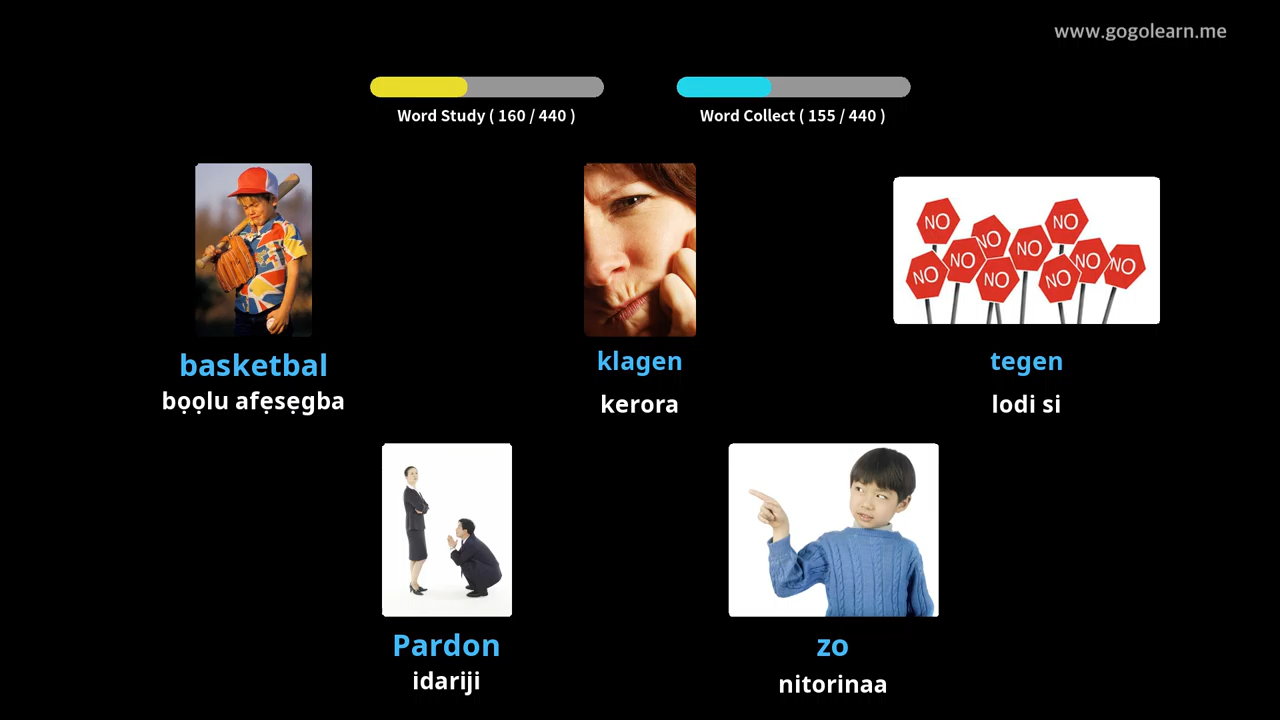 www.gogolearn.me
Word Study ( 160 / 440 )
Word Collect ( 155 / 440 )
NO
NO
NO
NO
NO
NO
NO
NO
NO
NO
basketbal
bọọlu afẹsẹgba
klagen
kerora
tegen
lodi si
Pardon
idariji
zo
nitorinaa